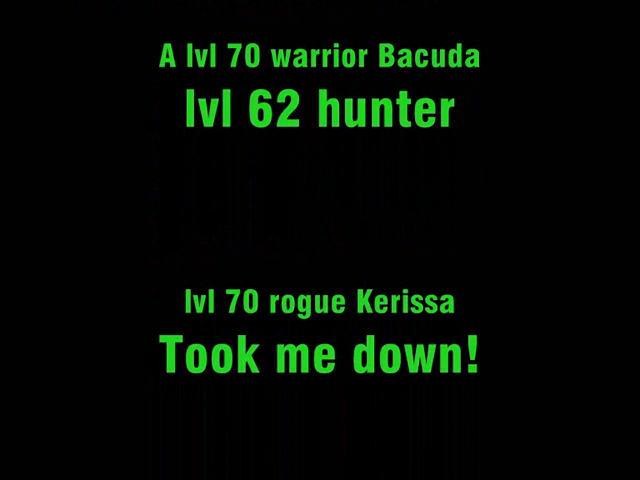 A lvl 70 warrior Bacuda
lvl 62 hunter
lvl 70 rogue Kerissa
Took me down!